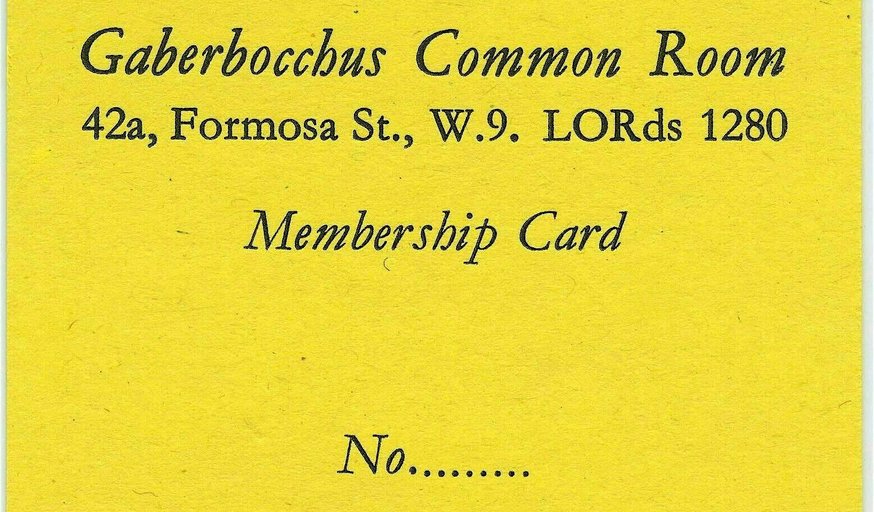 Gaberbocchus Common Room
42a, Formosa St., W.9. LORds 1280
Membership Card
No.........